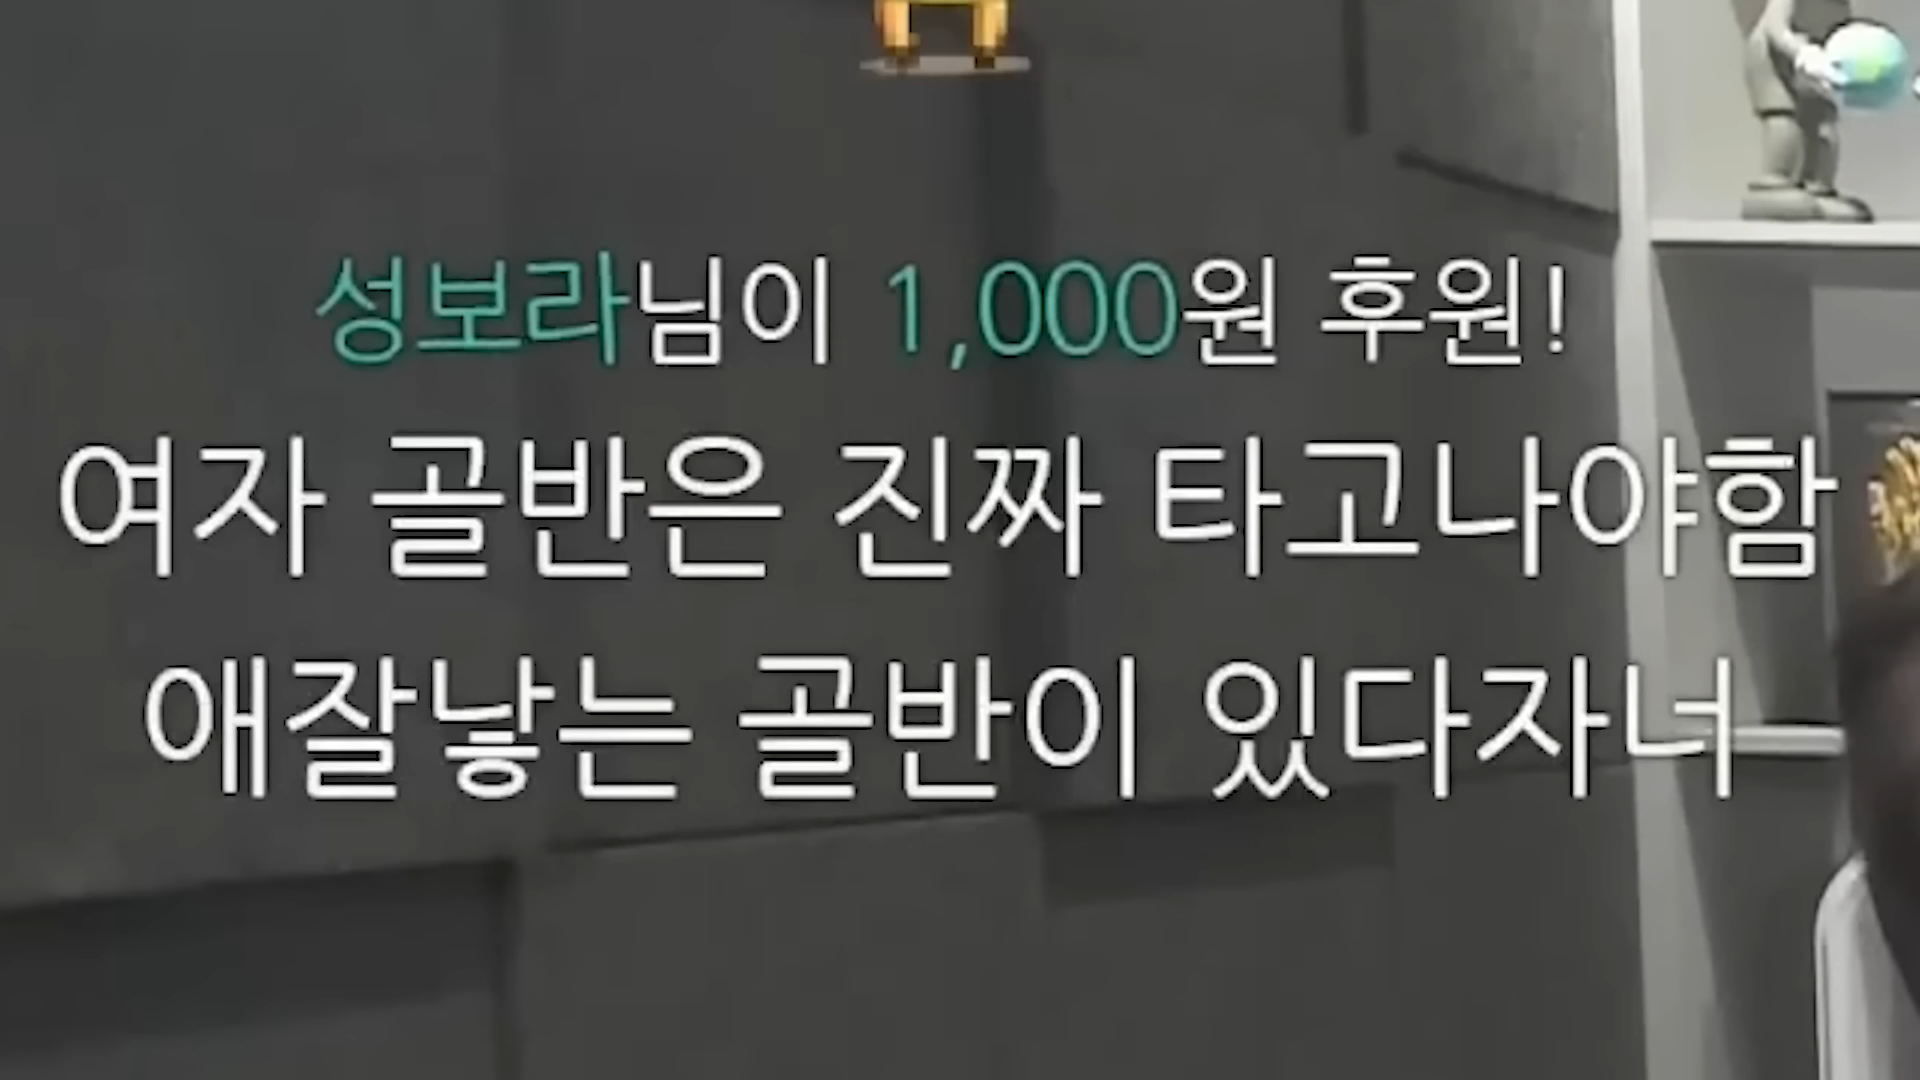 성보라님이 1,000원 후원!
여자 골반은 진짜 타고나야함
애잘낳는 골반이 있다자너